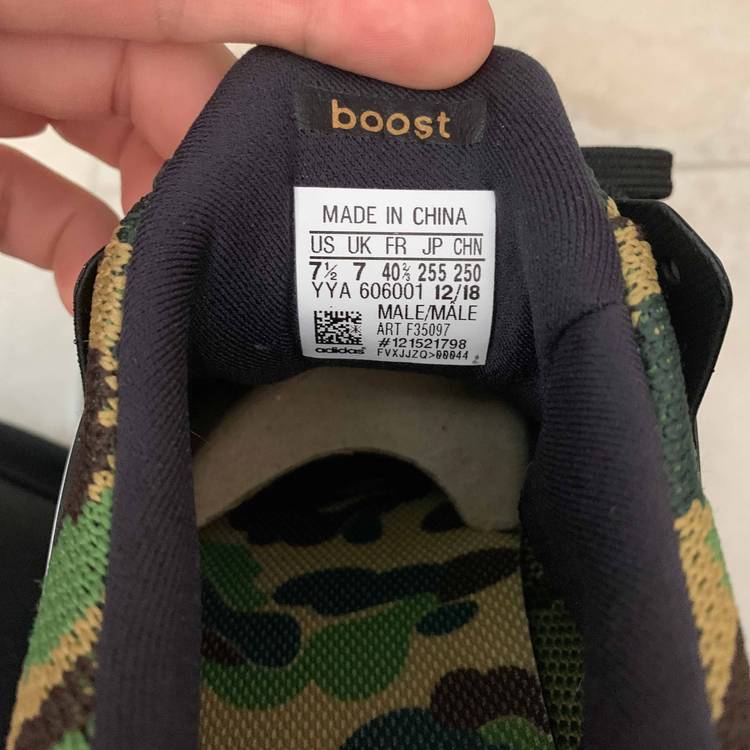 boost
MADE IN CHINA
US UK FR JP CHN
7½ 7 40⅔ 255 250
YYA 606001 12/18
MALE/MÂLE
ART F35097
#121521798
adidas FVXJJZQ>00044